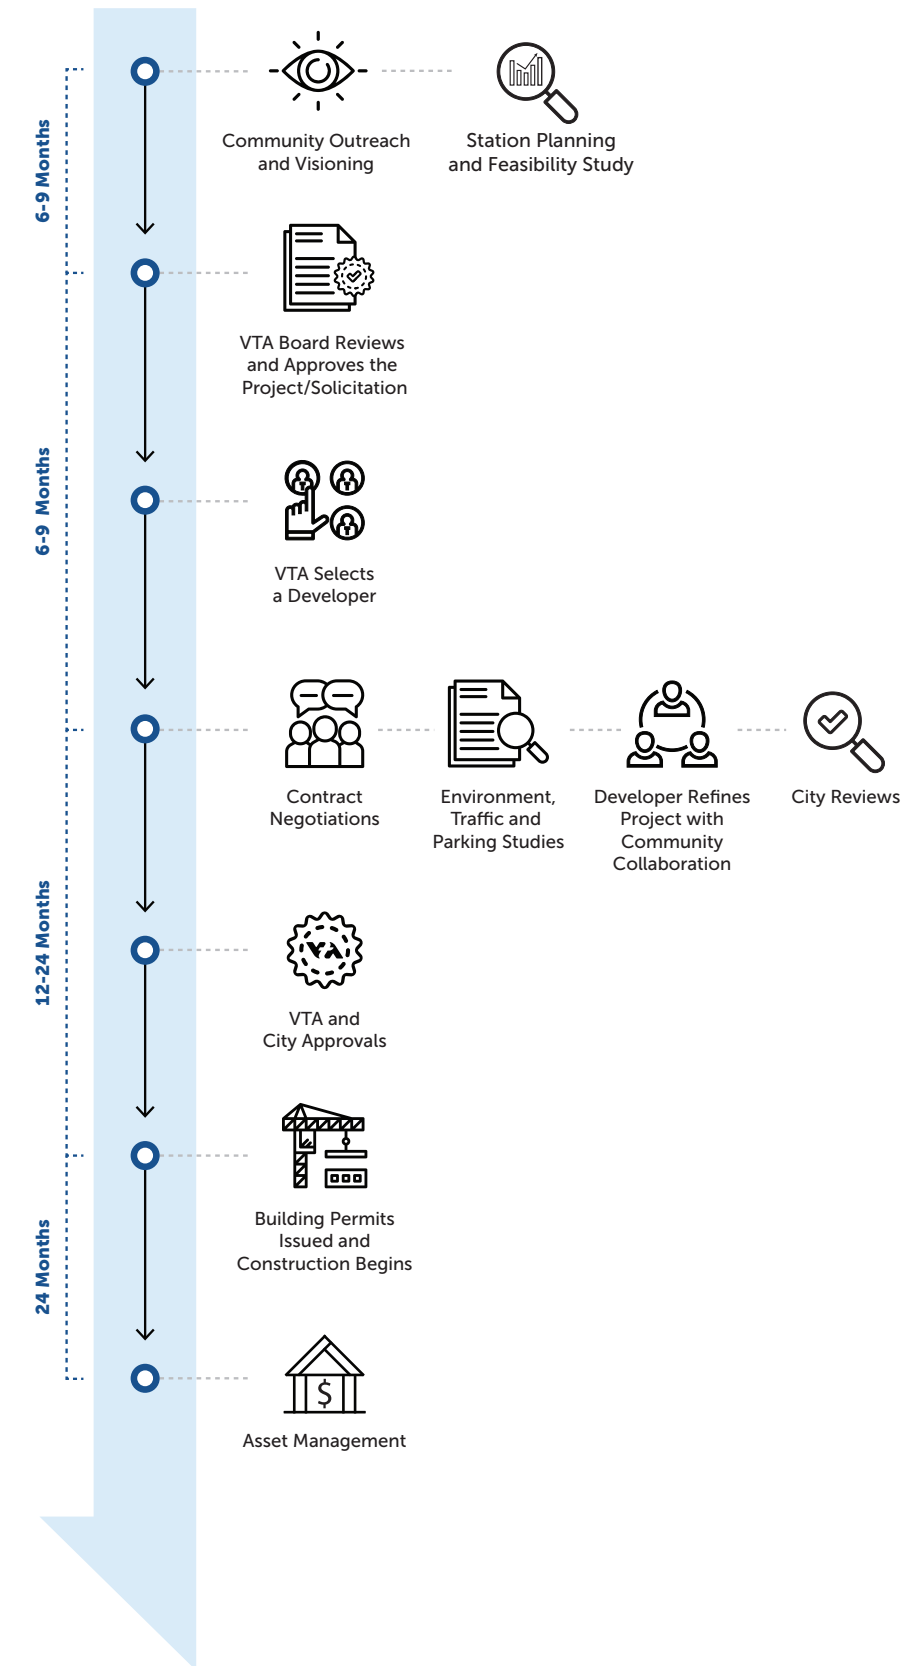 6-9 Months
Community Outreach
and Visioning
Station Planning
and Feasibility Study
VTA Board Reviews
and Approves the
Project/Solicitation
6-9 Months
VTA Selects
a Developer
Contract
Negotiations
Environment,
Traffic and
Parking Studies
Developer Refines
Project with
Community
Collaboration
City Reviews
12-24 Months
VTA
VTA and
City Approvals
Building Permits
Issued and
Construction Begins
24 Months
$
Asset Management